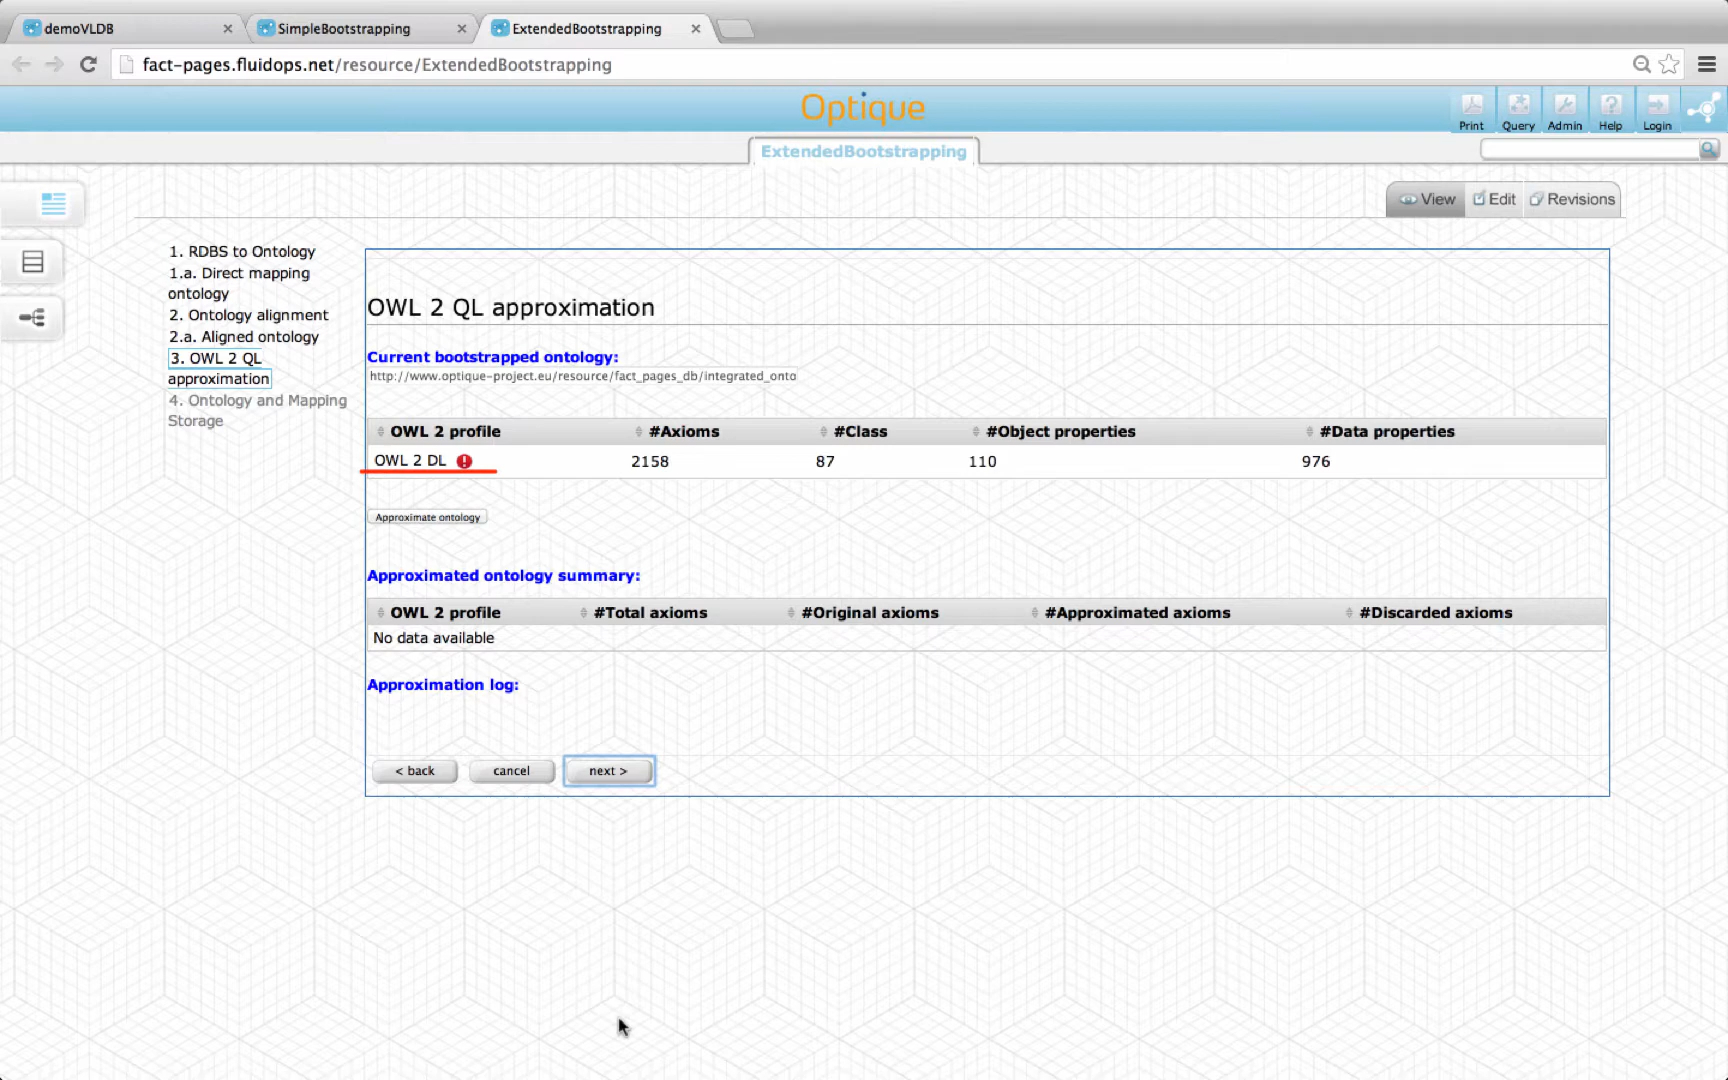 demoVLDB
SimpleBootstrapping
ExtendedBootstrapping
fact-pages.fluidops.net/resource/ExtendedBootstrapping
Optique
Print Query Admin Help Login
ExtendedBootstrapping
View Edit Revisions
1. RDBS to Ontology
1.a. Direct mapping
ontology
2. Ontology alignment
2.a. Aligned ontology
3. OWL 2 QL
approximation
4. Ontology and Mapping
Storage
OWL 2 QL approximation
Current bootstrapped ontology:
http://www.optique-project.eu/resource/fact_pages_db/integrated_onto
OWL 2 profile #Axioms #Class #Object properties #Data properties
OWL 2 DL 2158 87 110 976
Approximate ontology
Approximated ontology summary:
OWL 2 profile #Total axioms #Original axioms #Approximated axioms #Discarded axioms
No data available
Approximation log:
< back cancel next >